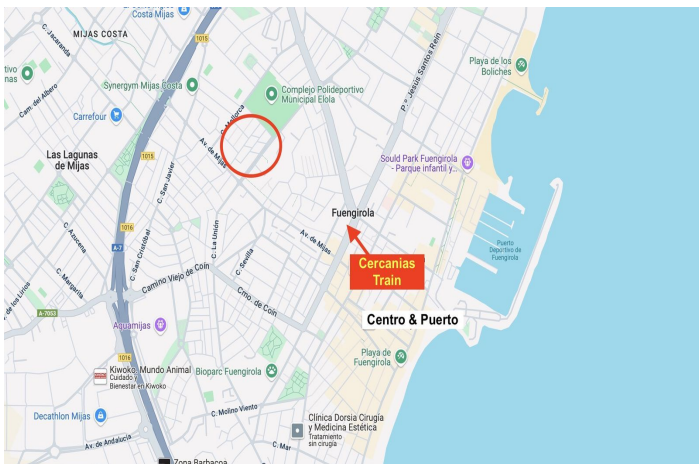 Costa Mijas
MIJAS COSTA
C. Jacaranda
Cam. del Albero
Synergym Mijas Costa
Carrefour
1015
C. Mallorca
Complejo Polideportivo
Municipal Elola
Av. de Mijas
P.º Jesús Santos Rein
Playa de los
Boliches
Las Lagunas
de Mijas
1015
C. San Javier
Sould Park Fuengirola
- Parque infantil y...
Fuengirola
1016
A-7
C. San Cristóbal
C. La Unión
C. Sevilla
Av. de Mijas
Cercanias
Train
Puerto
Deportivo de
Fuengirola
C. Azucena
C. Margarita
C. de los Lirios
A-7053
Camino Viejo de Coín
Cmo. de Coín
Centro & Puerto
Aquamijas
1016
Kiwoko, Mundo Animal
Cuidado y
Bienestar en Kiwoko
Bioparc Fuengirola
Playa de
Fuengirola
Decathlon Mijas
C. Molino Viento
Clínica Dorsia Cirugía
y Medicina Estética
Tratamiento
sin cirugía
Av. de Andalucía
C. Mar
Zona Barbacoa